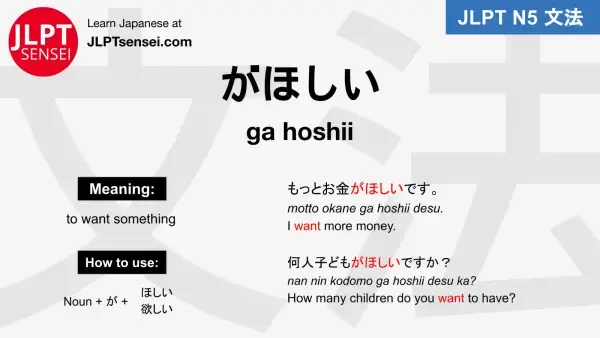 JLPT
SENSEI
Learn Japanese at
JLPTsensei.com
JLPT N5 文法
文法
がほしい
ga hoshii
Meaning:
to want something
How to use:
Noun + が +
ほしい
欲しい
もっとお金がほしいです。
motto okane ga hoshii desu.
I want more money.
何人子どもがほしいですか？
nan nin kodomo ga hoshii desu ka?
How many children do you want to have?